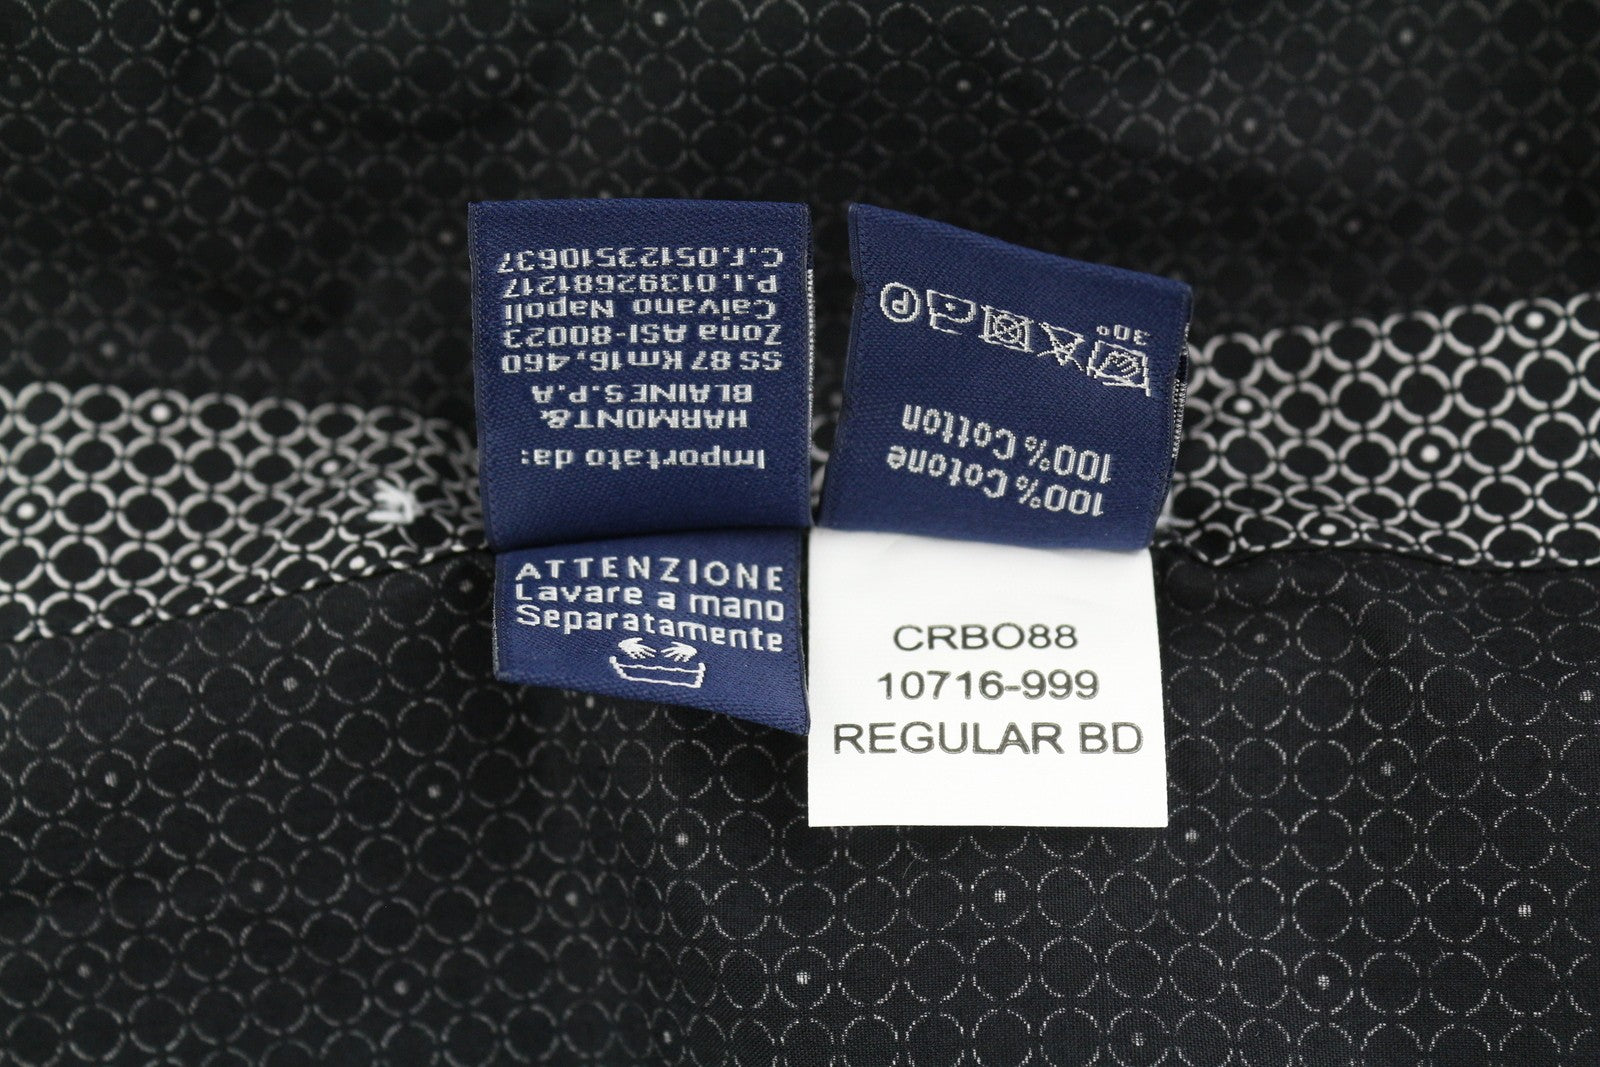 Importato da:
HARMONT&
BLAINE S.P.A
SS 87 Km16,460
Zona ASI-80023
Caivano Napoli
P.I.01392681217
C.F.05123510637
ATTENZIONE
Lavare a mano
Separatamente
100% Cotone
100% Cotton
30°
P
CRBO88
10716-999
REGULAR BD